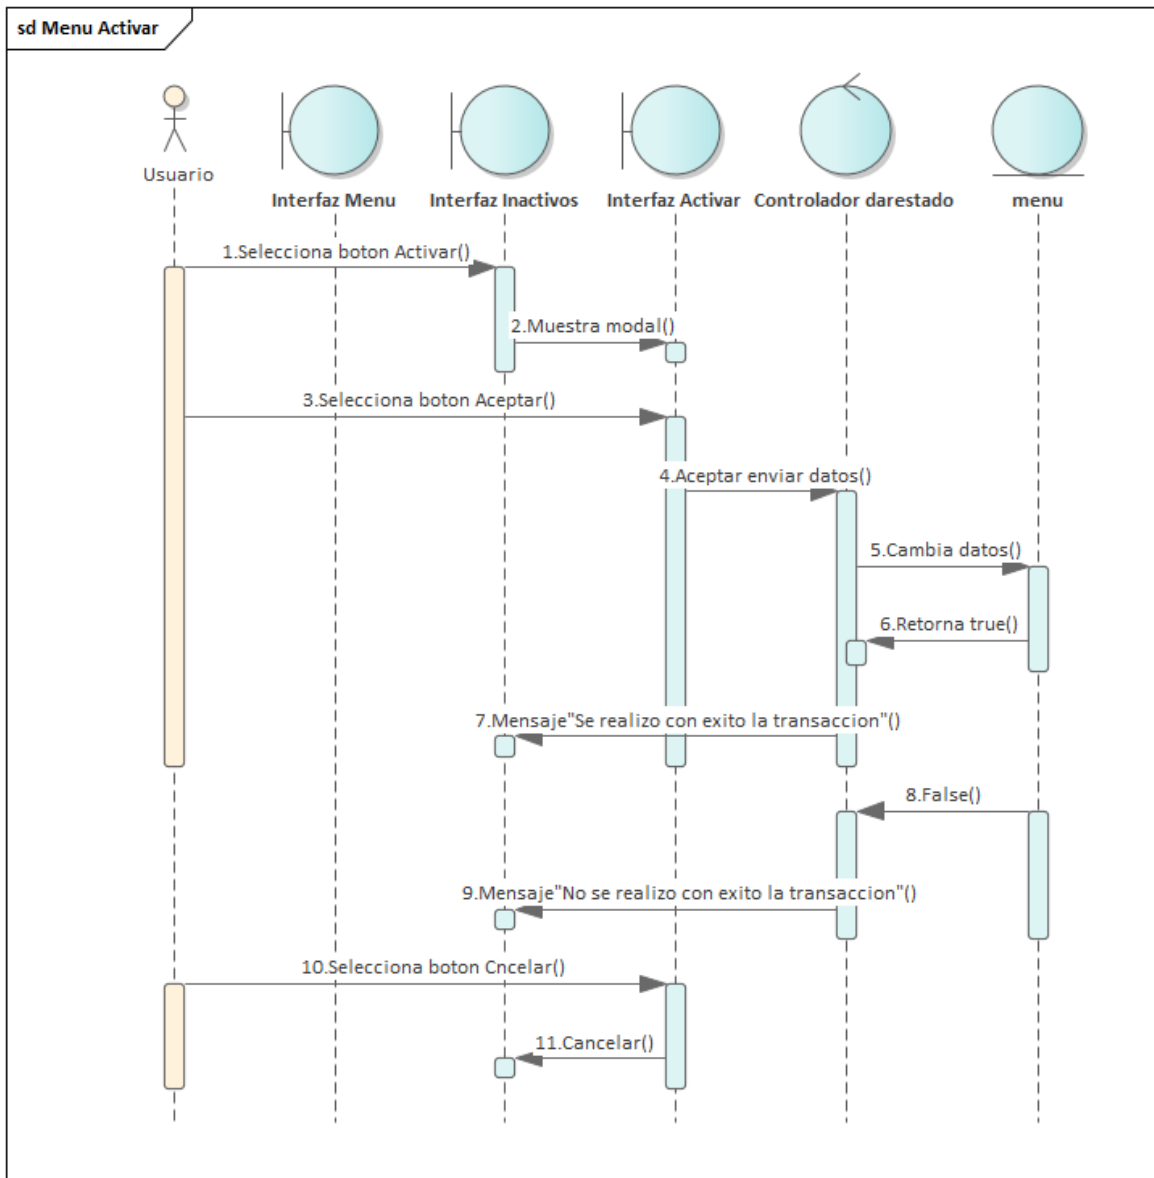 sd Menu Activar
Usuario
Interfaz Menu
Interfaz Inactivos
Interfaz Activar
Controlador darestado
menu
1.Selecciona boton Activar()
2.Muestra modal()
3.Selecciona boton Aceptar()
4.Aceptar enviar datos()
5.Cambia datos()
6.Retorna true()
7.Mensaje"Se realizo con exito la transaccion"()
8.False()
9.Mensaje"No se realizo con exito la transaccion"()
10.Selecciona boton Cncelar()
11.Cancelar()